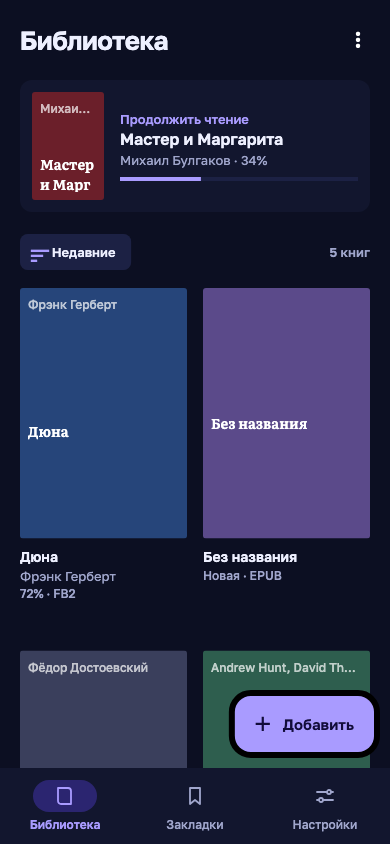 Библиотека
Михаи...
Мастер
и Марг
Продолжить чтение
Мастер и Маргарита
Михаил Булгаков · 34%
Недавние
5 книг
Фрэнк Герберт
Дюна
Без названия
Дюна
Фрэнк Герберт
72% · FB2
Без названия
Новая · EPUB
Фёдор Достоевский
Andrew Hunt, David Th...
+ Добавить
Библиотека
Закладки
Настройки